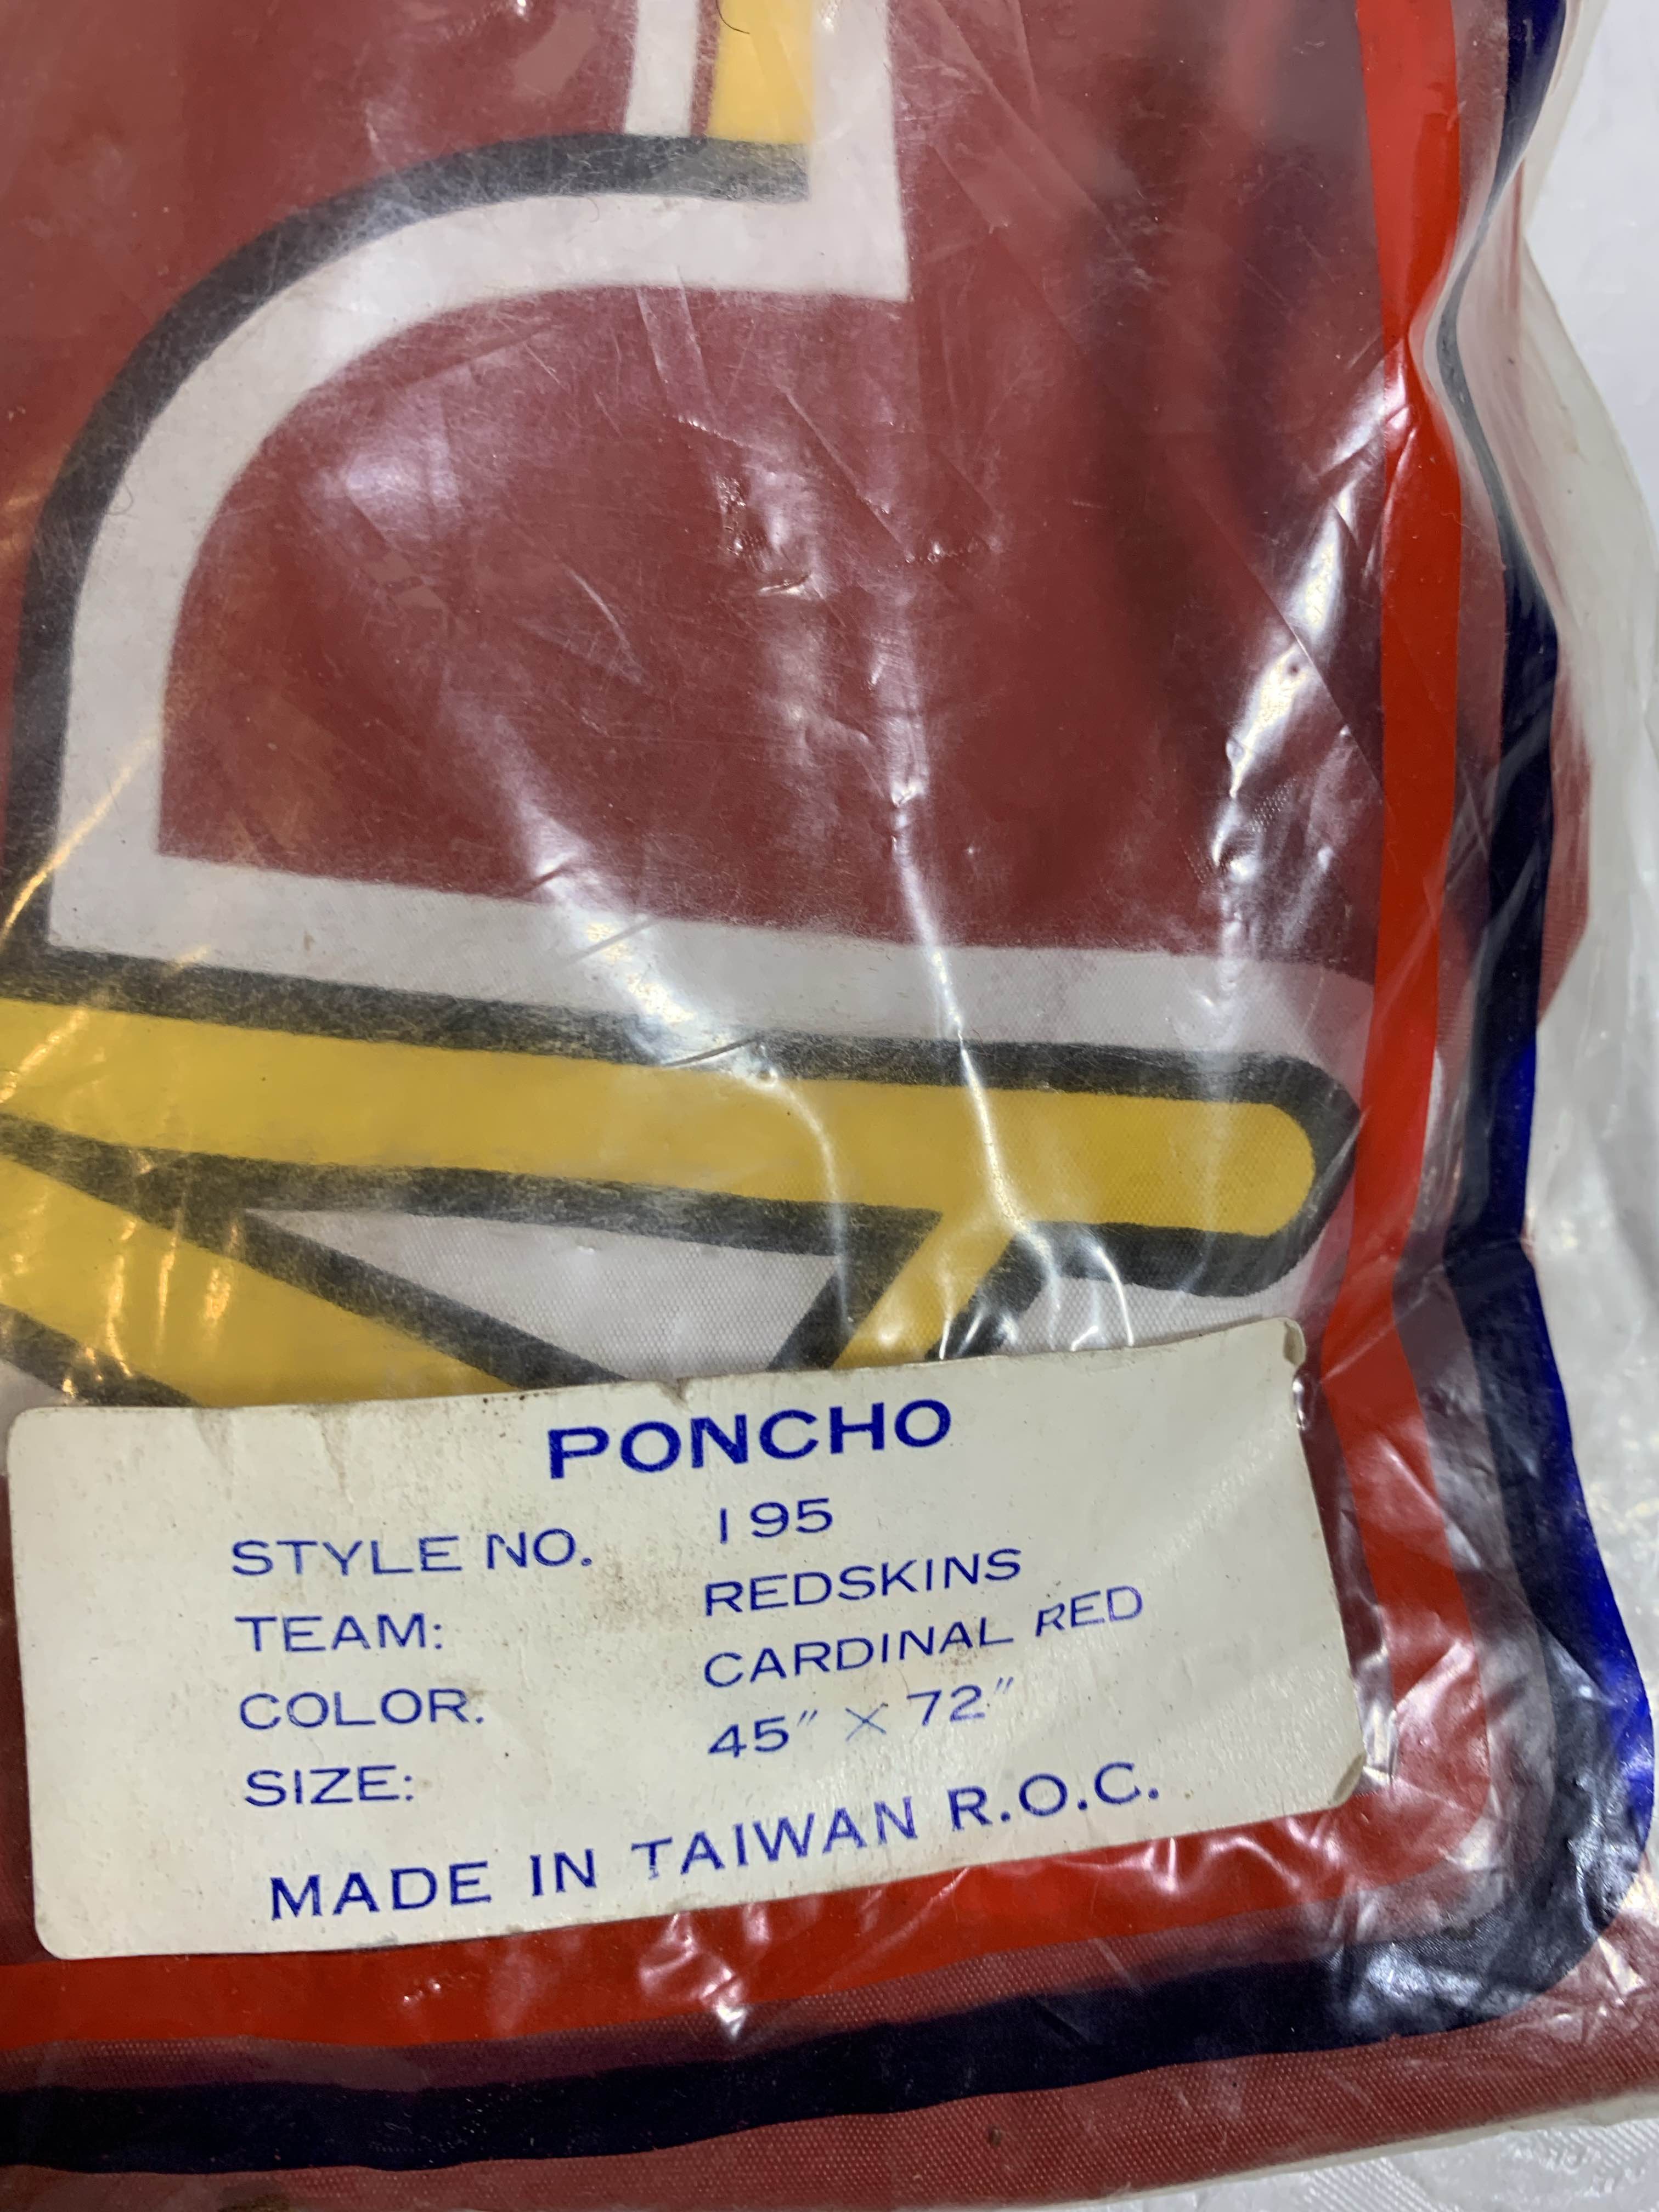 PONCHO
STYLE NO. 195
TEAM: REDSKINS
COLOR: CARDINAL RED
SIZE: 45" X 72"
MADE IN TAIWAN R.O.C.